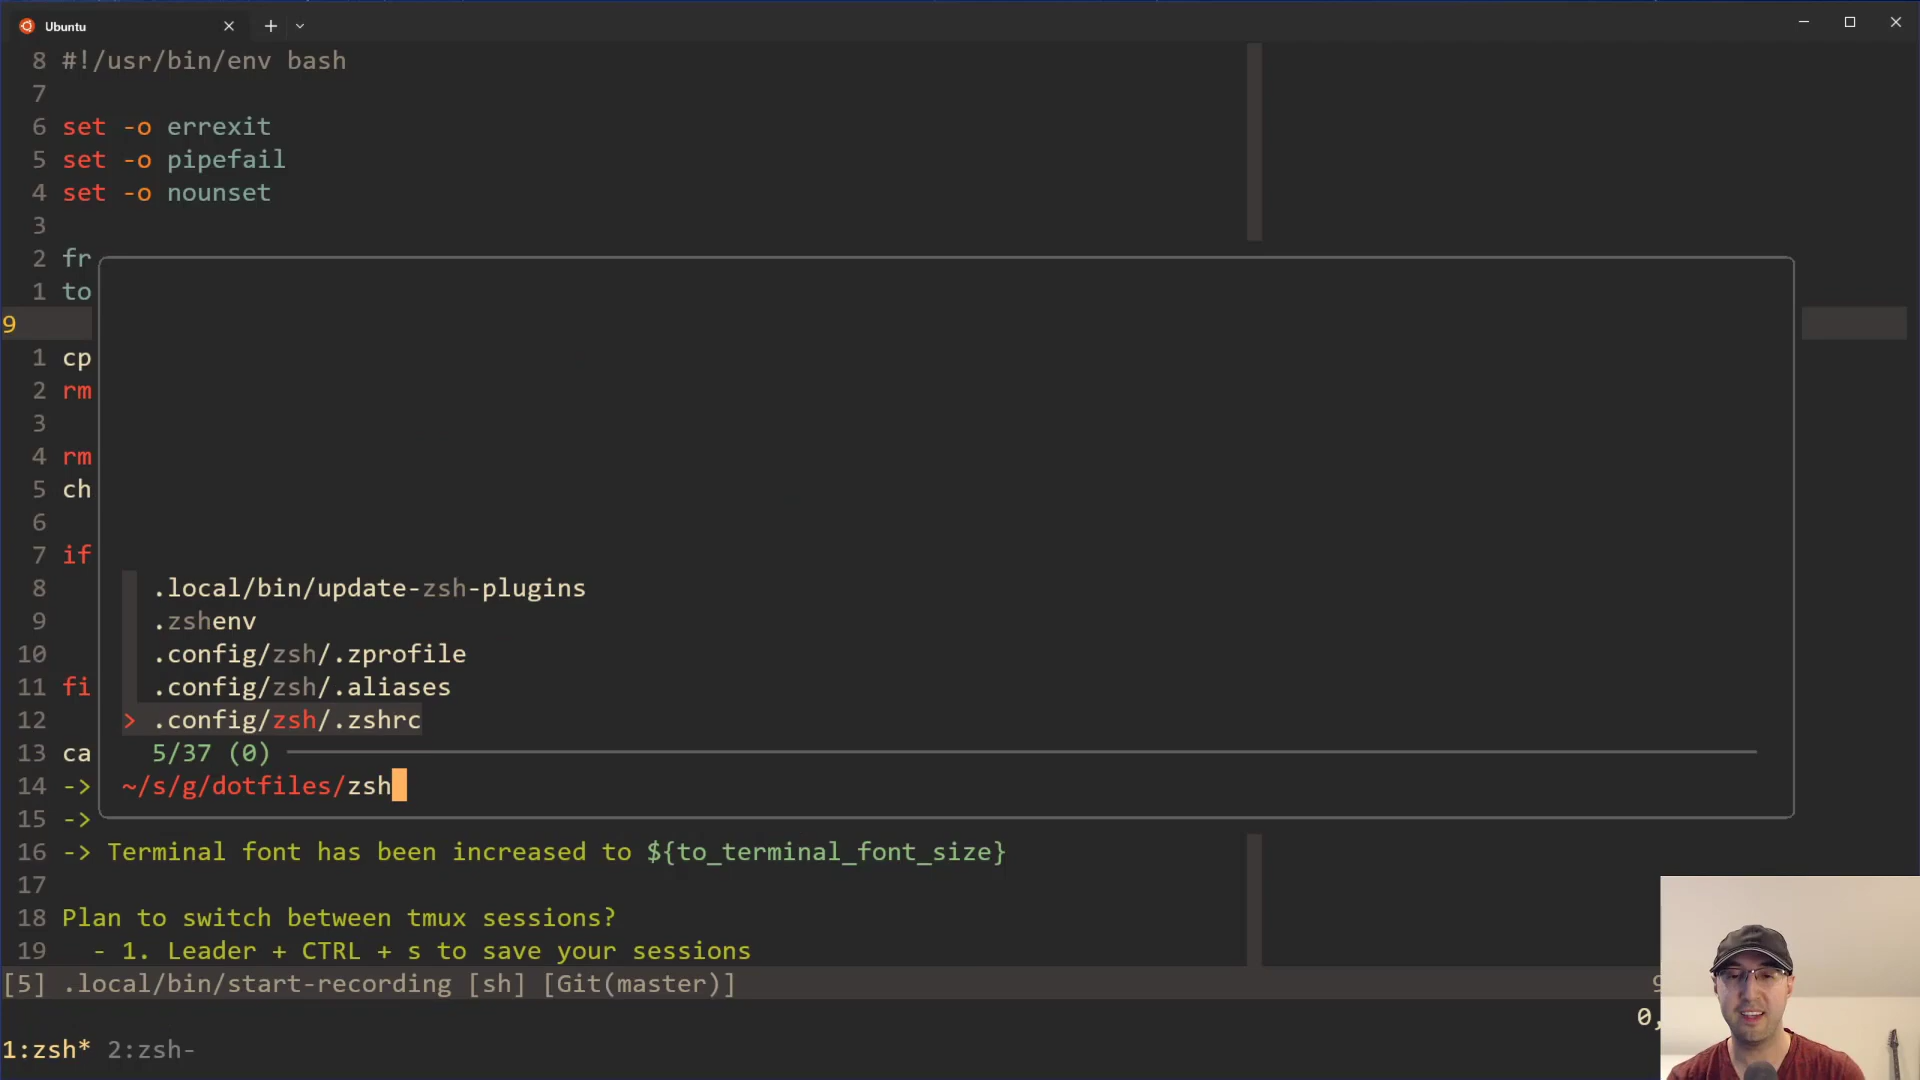 Ubuntu
8 #!/usr/bin/env bash
7
6 set -o errexit
5 set -o pipefail
4 set -o nounset
3
2 fr
1 to
9
1 cp
2 rm
3
4 rm
5 ch
6
7 if
8 .local/bin/update-zsh-plugins
9 .zshenv
10 .config/zsh/.zprofile
11 fi .config/zsh/.aliases
12 > .config/zsh/.zshrc
13 ca 5/37 (0)
14 -> ~/s/g/dotfiles/zsh
15 ->
16 -> Terminal font has been increased to ${to_terminal_font_size}
17
18 Plan to switch between tmux sessions?
19 - 1. Leader + CTRL + s to save your sessions
[5] .local/bin/start-recording [sh] [Git(master)] 9
0,
1:zsh* 2:zsh-